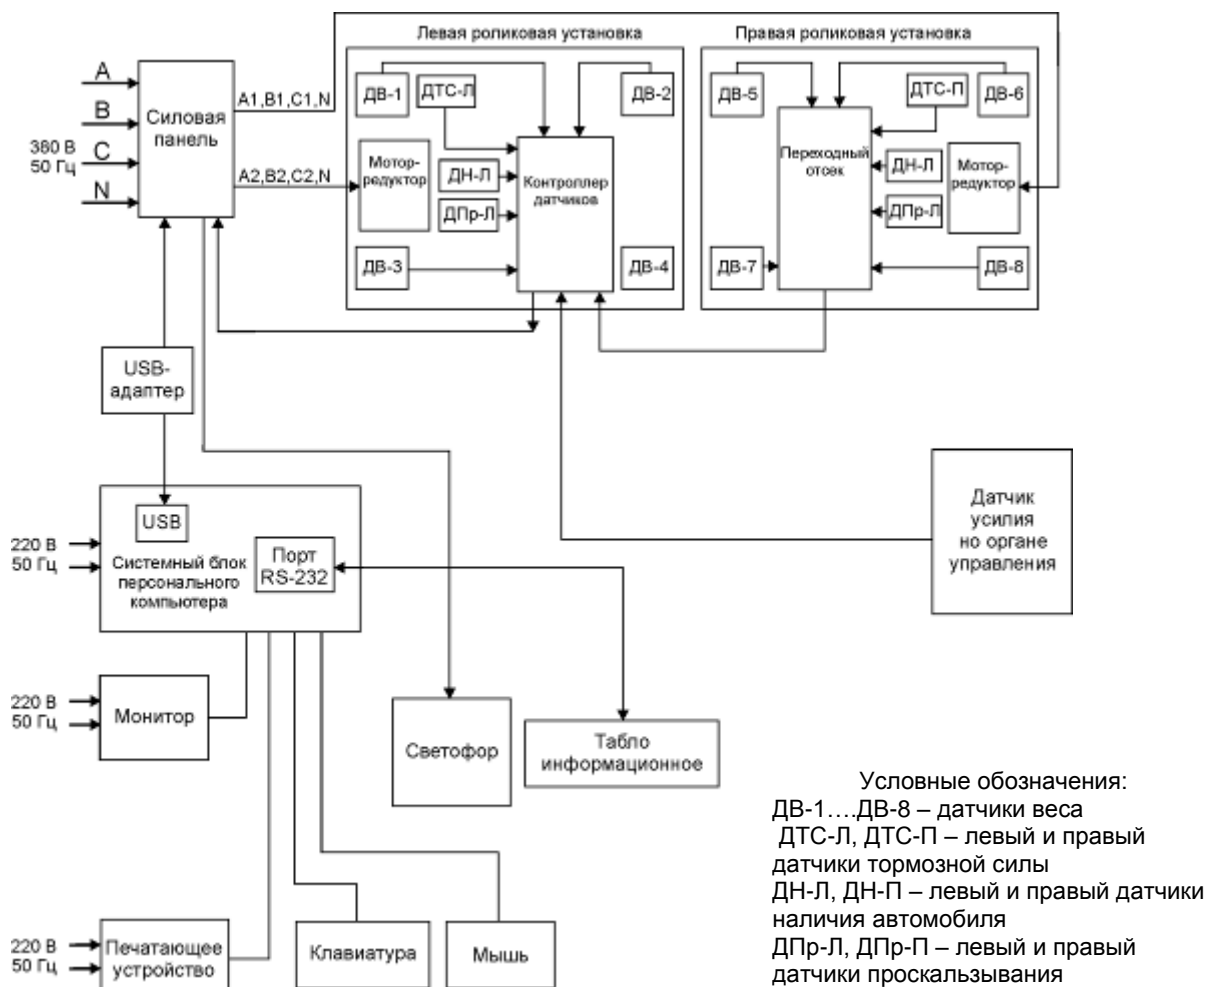 Левая роликовая установка
Правая роликовая установка
A
B
C
N
380 В
50 Гц
Силовая
панель
A1,B1,C1,N
A2,B2,C2,N
ДВ-1
ДТС-Л
ДВ-2
Мотор-
редуктор
ДН-Л
ДПр-Л
Контроллер
датчиков
ДВ-3
ДВ-4
ДВ-5
ДТС-П
ДВ-6
Переходный
отсек
ДН-Л
ДПр-Л
Мотор-
редуктор
ДВ-7
ДВ-8
USB-
адаптер
USB
Порт
RS-232
Системный блок
персонального
компьютера
220 В
50 Гц
Датчик
усилия
но органе
управления
220 В
50 Гц
Монитор
Светофор
Табло
информационное
220 В
50 Гц
Печатающее
устройство
Клавиатура
Мышь
Условные обозначения:
ДВ-1….ДВ-8 – датчики веса
ДТС-Л, ДТС-П – левый и правый
датчики тормозной силы
ДН-Л, ДН-П – левый и правый датчики
наличия автомобиля
ДПр-Л, ДПр-П – левый и правый
датчики проскальзывания